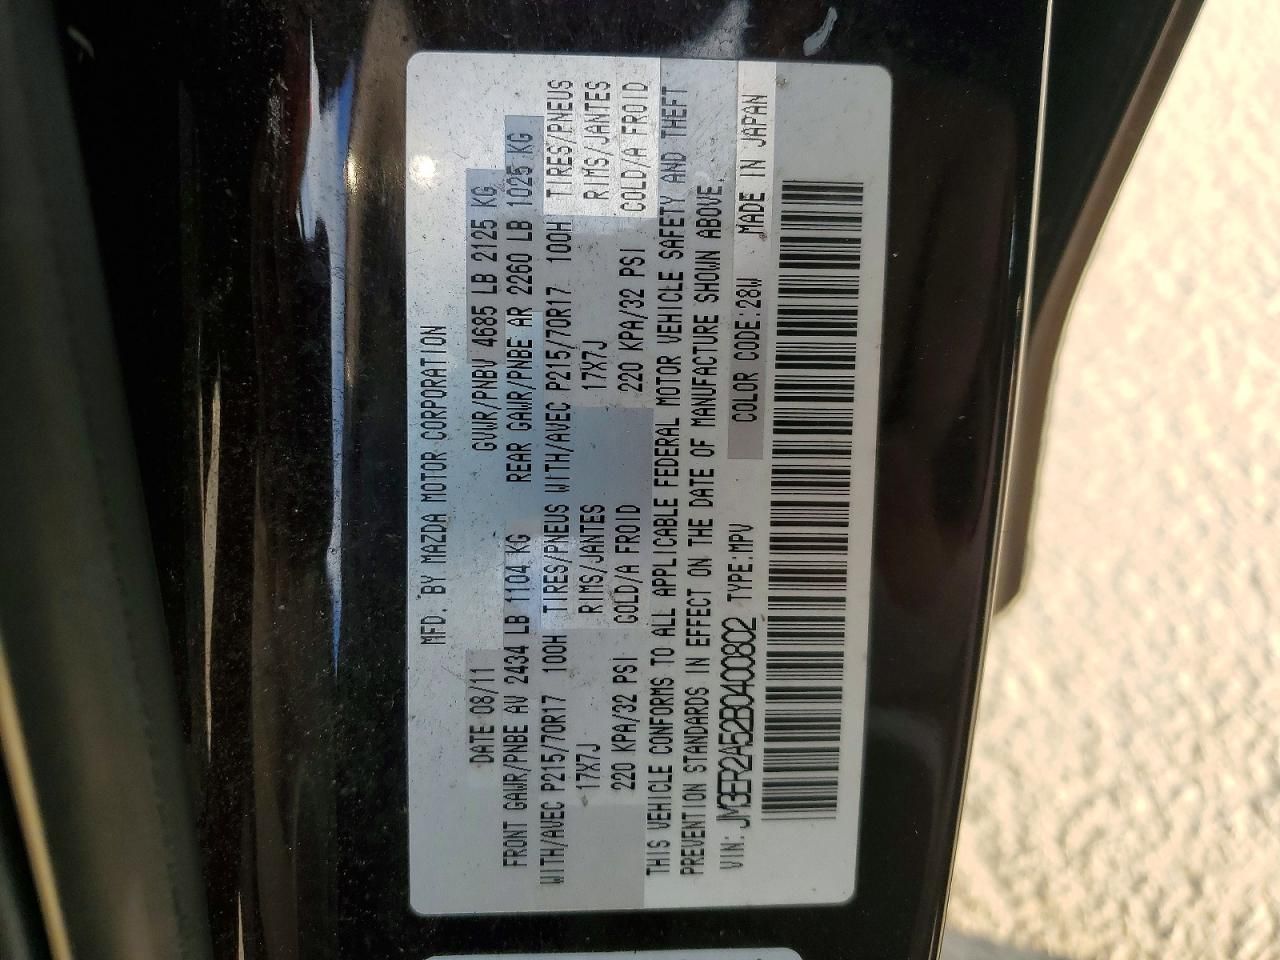 MFD. BY MAZDA MOTOR CORPORATION
DATE 08/11 GVWR/PNBV 4685 LB 2125 KG
FRONT GAWR/PNBE AV 2434 LB 1104 KG REAR GAWR/PNBE AR 2260 LB 1025 KG
WITH/AVEC P215/70R17 100H TIRES/PNEUS WITH/AVEC P215/70R17 100H TIRES/PNEUS
17X7J RIMS/JANTES 17X7J RIMS/JANTES
220 KPA/32 PSI COLD/A FROID 220 KPA/32 PSI COLD/A FROID
THIS VEHICLE CONFORMS TO ALL APPLICABLE FEDERAL MOTOR VEHICLE SAFETY AND THEFT
PREVENTION STANDARDS IN EFFECT ON THE DATE OF MANUFACTURE SHOWN ABOVE.
VIN: JM3ER2A52B0400802 TYPE:MPV COLOR CODE:28W MADE IN JAPAN